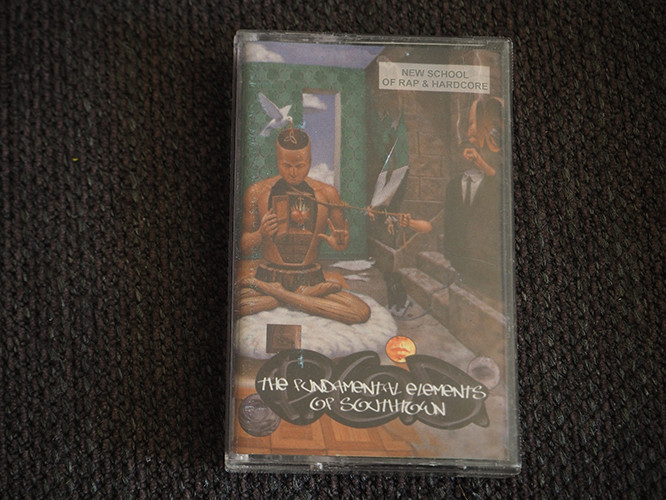 NEW SCHOOL
OF RAP & HARDCORE
THE FUNDAMENTAL ELEMENTS
OF SOUTHTOWN